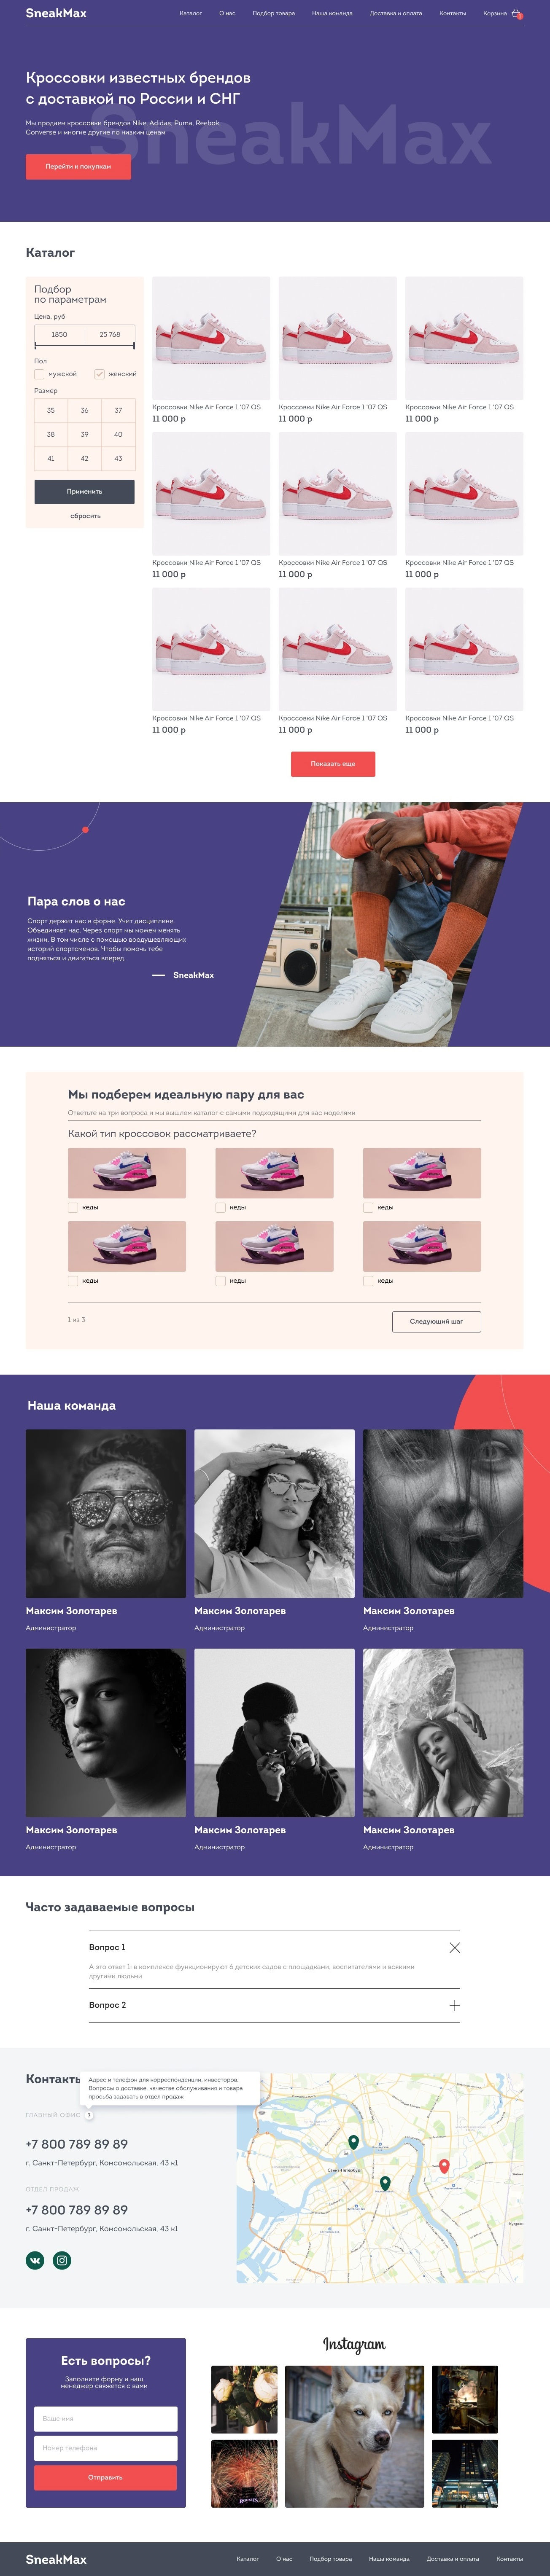 SneakMax
Каталог О нас Подбор товара Наша команда Доставка и оплата Контакты Корзина
Кроссовки известных брендов
с доставкой по России и СНГ
SneakMax
Мы продаем кроссовки брендов Nike, Adidas, Puma, Reebok,
Converse и многие другие по низким ценам
Перейти к покупкам
Каталог
Подбор
по параметрам
Цена, руб
1850 25 768
Пол
мужской женский
Размер
35 36 37
38 39 40
41 42 43
Применить
сбросить
Кроссовки Nike Air Force 1 '07 QS Кроссовки Nike Air Force 1 '07 QS Кроссовки Nike Air Force 1 '07 QS
11 000 р 11 000 р 11 000 р
Кроссовки Nike Air Force 1 '07 QS Кроссовки Nike Air Force 1 '07 QS Кроссовки Nike Air Force 1 '07 QS
11 000 р 11 000 р 11 000 р
Кроссовки Nike Air Force 1 '07 QS Кроссовки Nike Air Force 1 '07 QS Кроссовки Nike Air Force 1 '07 QS
11 000 р 11 000 р 11 000 р
Показать еще
Пара слов о нас
Спорт держит нас в форме. Учит дисциплине.
Объединяет нас. Через спорт мы можем менять
жизни. В том числе с помощью воодушевляющих
историй спортсменов. Чтобы помочь тебе
подняться и двигаться вперед.
SneakMax
Мы подберем идеальную пару для вас
Ответьте на три вопроса и мы вышлем каталог с самыми подходящими для вас моделями
Какой тип кроссовок рассматриваете?
кеды кеды кеды
кеды кеды кеды
1 из 3
Следующий шаг
Наша команда
Максим Золотарев Максим Золотарев Максим Золотарев
Администратор Администратор Администратор
Максим Золотарев Максим Золотарев Максим Золотарев
Администратор Администратор Администратор
Часто задаваемые вопросы
Вопрос 1
А это ответ 1. в комплексе функционируют 6 детских садов с площадками, воспитателями и всякими
другими людьми
Вопрос 2
Контакты
Адрес и телефон для корреспонденции, инвесторов.
Вопросы о доставке, качестве обслуживания и товара
просьба задавать в отдел продаж
ГЛАВНЫЙ ОФИС ?
+7 800 789 89 89
г. Санкт-Петербург, Комсомольская, 43 к1
ОТДЕЛ ПРОДАЖ
+7 800 789 89 89
г. Санкт-Петербург, Комсомольская, 43 к1
Санкт-Петербург
Есть вопросы?
Заполните форму и наш
менеджер свяжется с вами
Ваше имя
Номер телефона
Отправить
Instagram
SneakMax
Каталог О нас Подбор товара Наша команда Доставка и оплата Контакты